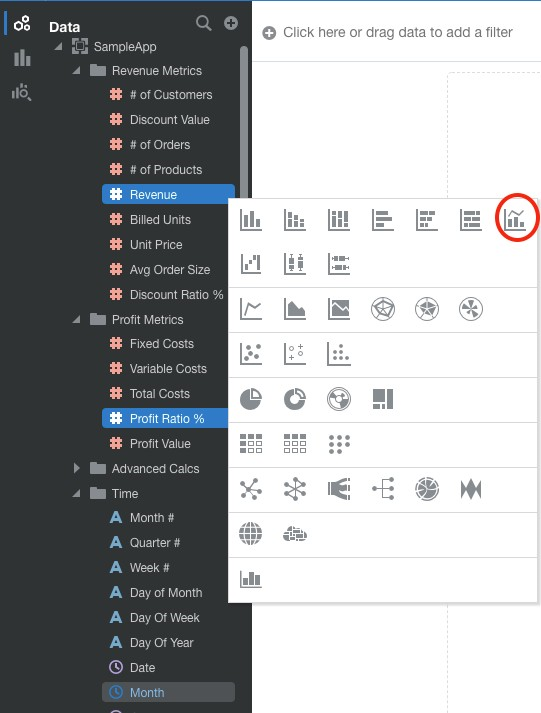 Data
Click here or drag data to add a filter
SampleApp
Revenue Metrics
# of Customers
Discount Value
# of Orders
# of Products
Revenue
Billed Units
Unit Price
Avg Order Size
Discount Ratio %
Profit Metrics
Fixed Costs
Variable Costs
Total Costs
Profit Ratio %
Profit Value
Advanced Calcs
Time
Month #
Quarter #
Week #
Day of Month
Day Of Week
Day Of Year
Date
Month